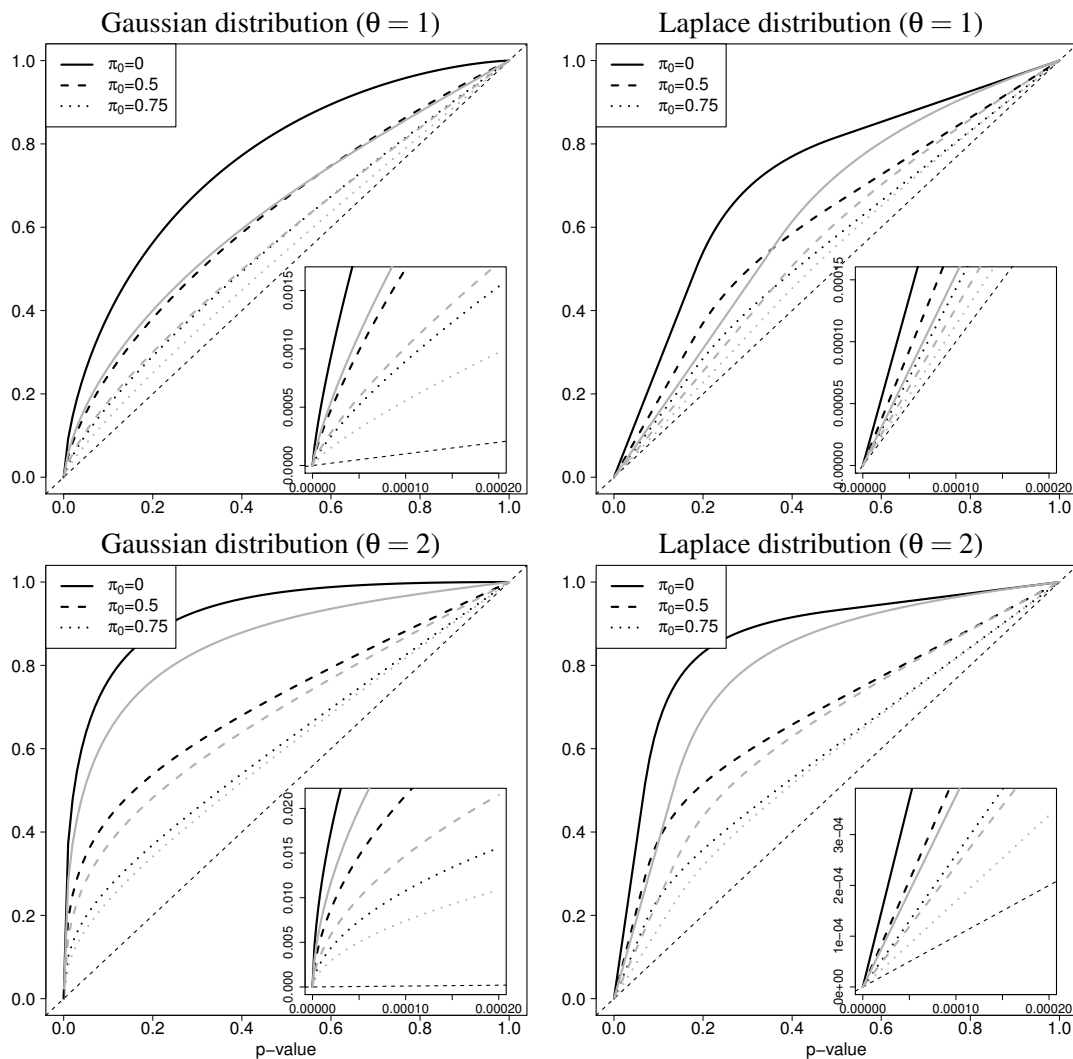 Gaussian distribution (θ = 1)
π₀=0
π₀=0.5
π₀=0.75
1.0
0.8
0.6
0.4
0.2
0.0
0.0 0.2 0.4 0.6 0.8 1.0
0.0015
0.0010
0.0005
0.0000
0.00000 0.00010 0.00020
Laplace distribution (θ = 1)
π₀=0
π₀=0.5
π₀=0.75
1.0
0.8
0.6
0.4
0.2
0.0
0.0 0.2 0.4 0.6 0.8 1.0
0.00015
0.00010
0.00005
0.00000
0.00000 0.00010 0.00020
Gaussian distribution (θ = 2)
π₀=0
π₀=0.5
π₀=0.75
1.0
0.8
0.6
0.4
0.2
0.0
0.0 0.2 0.4 0.6 0.8 1.0
p−value
0.020
0.015
0.010
0.005
0.000
0.00000 0.00010 0.00020
Laplace distribution (θ = 2)
π₀=0
π₀=0.5
π₀=0.75
1.0
0.8
0.6
0.4
0.2
0.0
0.0 0.2 0.4 0.6 0.8 1.0
p−value
3e−04
2e−04
1e−04
0e+00
0.00000 0.00010 0.00020